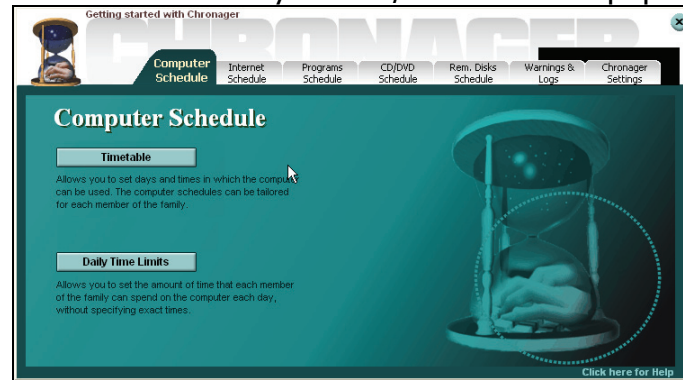 Getting started with Chronager
CHRONAGER
Computer Schedule
Internet Schedule
Programs Schedule
CD/DVD Schedule
Rem. Disks Schedule
Warnings & Logs
Chronager Settings
Computer Schedule
Timetable
Allows you to set days and times in which the computer
can be used. The computer schedules can be tailored
for each member of the family.
Daily Time Limits
Allows you to set the amount of time that each member
of the family can spend on the computer each day,
without specifying exact times.
Click here for Help